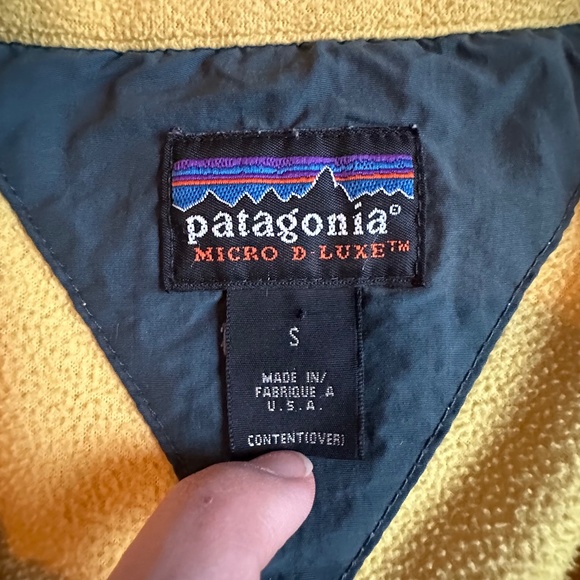 patagonia®
MICRO D-LUXE™
S
MADE IN/
FABRIQUE A
U.S.A.
CONTENT(OVER)